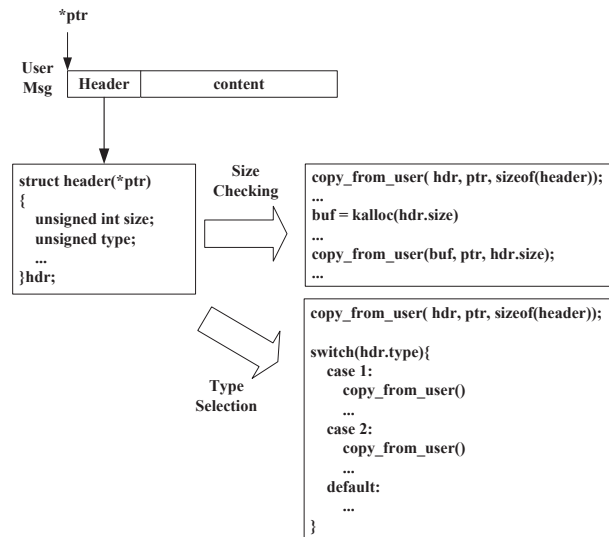 *ptr
User
Msg
Header
content
struct header(*ptr)
{
unsigned int size;
unsigned type;
...
}hdr;
Size
Checking
copy_from_user( hdr, ptr, sizeof(header));
...
buf = kalloc(hdr.size)
...
copy_from_user(buf, ptr, hdr.size);
...
Type
Selection
copy_from_user( hdr, ptr, sizeof(header));
switch(hdr.type){
case 1:
copy_from_user()
...
case 2:
copy_from_user()
...
default:
...
}